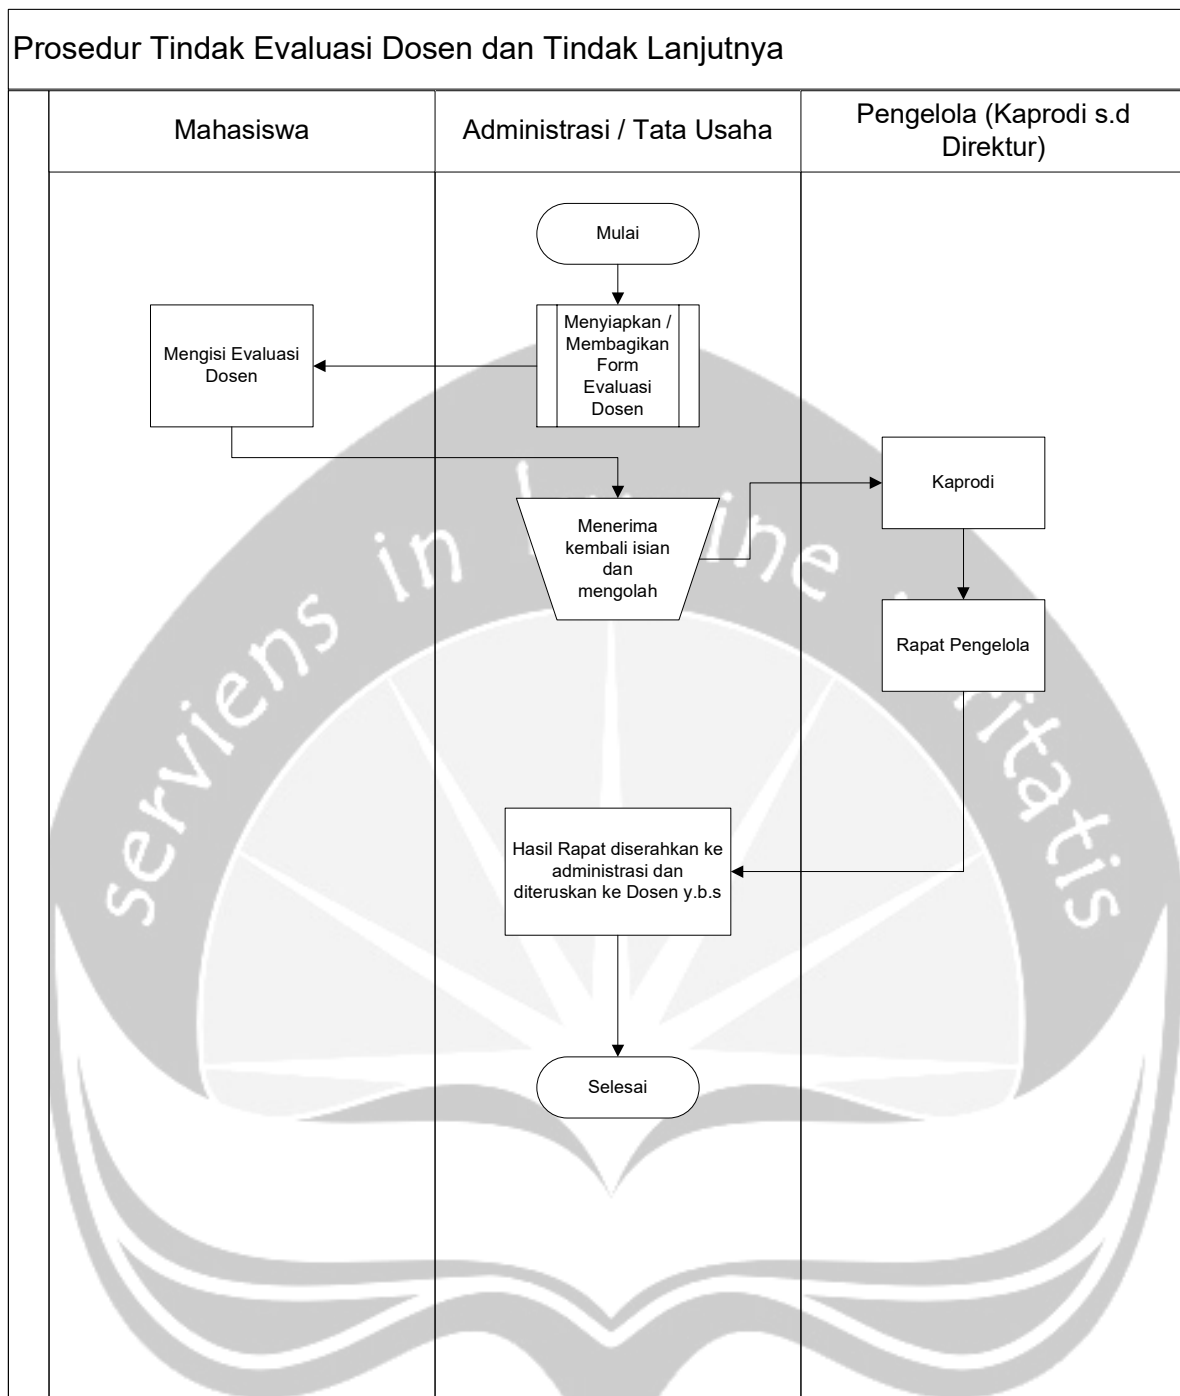 Prosedur Tindak Evaluasi Dosen dan Tindak Lanjutnya
Mahasiswa
Administrasi / Tata Usaha
Pengelola (Kaprodi s.d
Direktur)
Mulai
Menyiapkan /
Membagikan
Form
Evaluasi
Dosen
Mengisi Evaluasi
Dosen
Kaprodi
Menerima
kembali isian
dan
mengolah
Rapat Pengelola
Hasil Rapat diserahkan ke
administrasi dan
diteruskan ke Dosen y.b.s
Selesai
serviens in